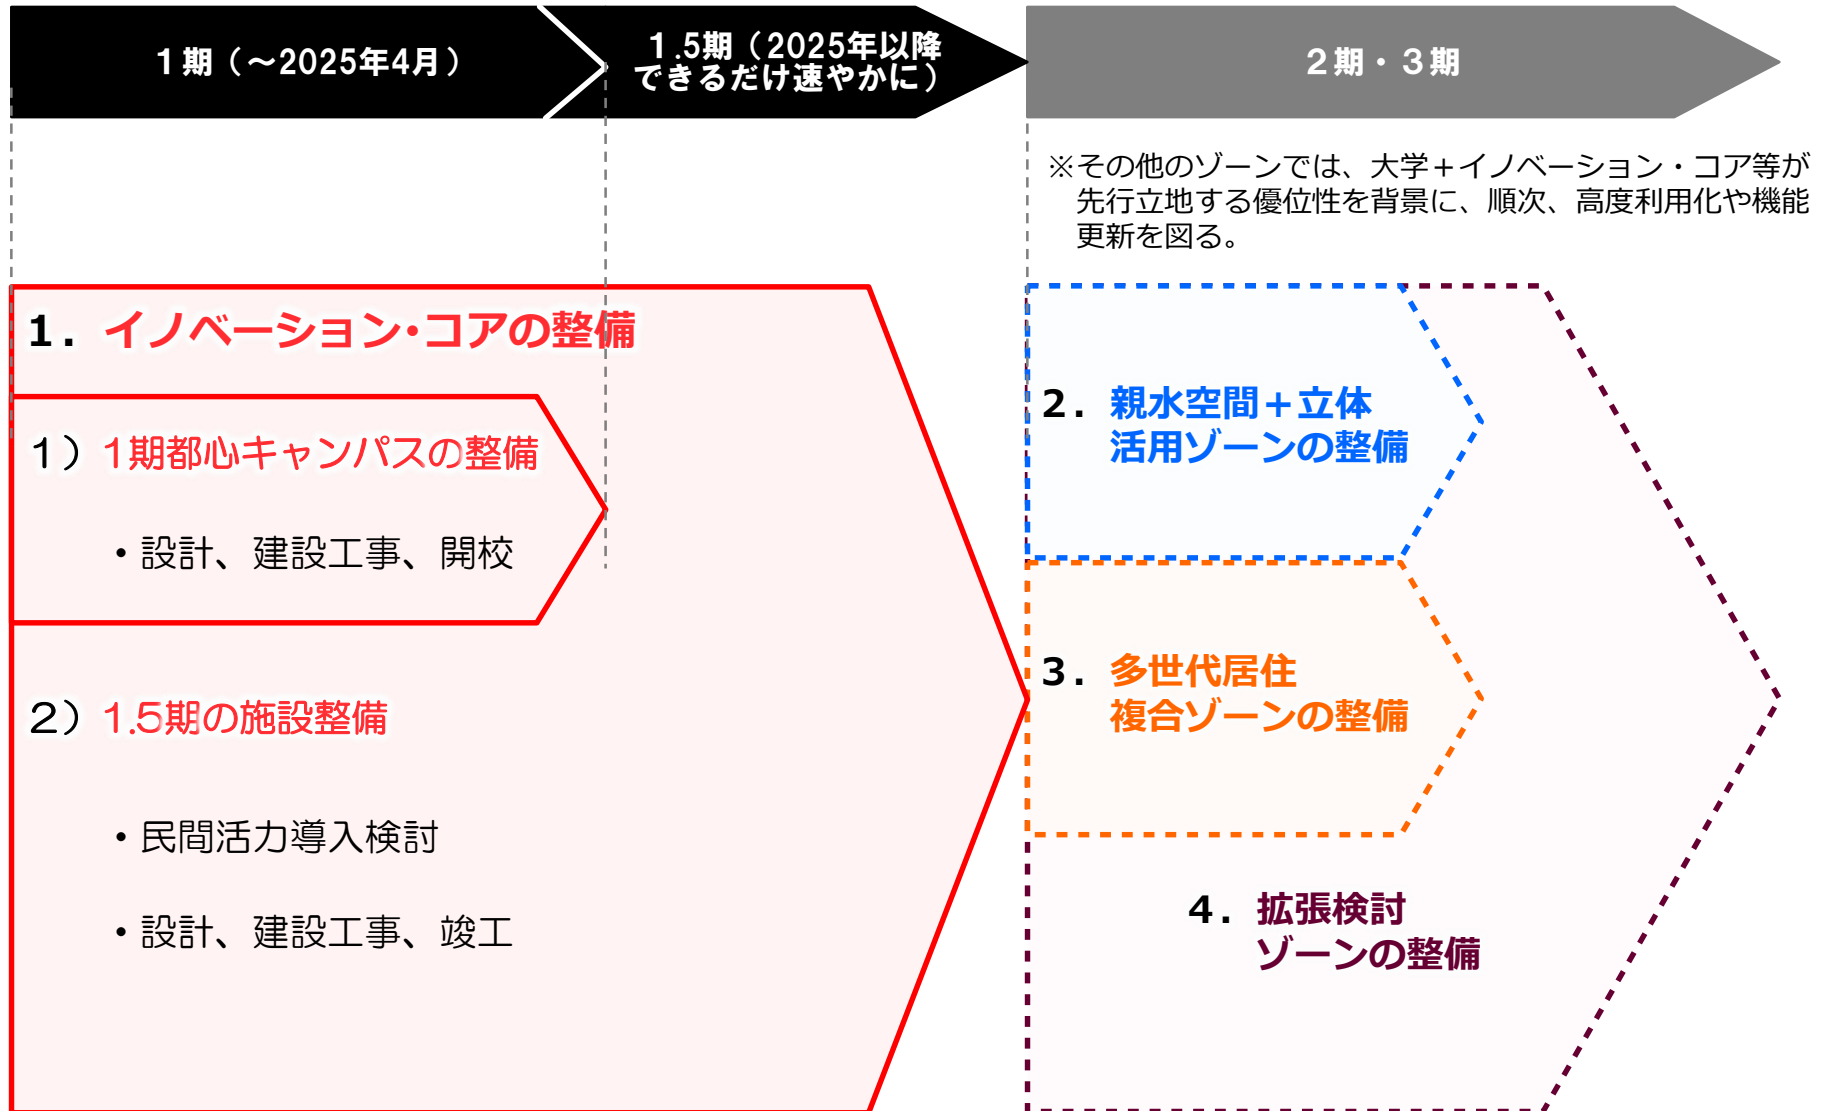 1期（～2025年4月）
1.5期（2025年以降
できるだけ速やかに）
2期・3期
※その他のゾーンでは、大学＋イノベーション・コア等が
先行立地する優位性を背景に、順次、高度利用化や機能
更新を図る。
1．イノベーション・コアの整備
1）1期都心キャンパスの整備
・設計、建設工事、開校
2）1.5期の施設整備
・民間活力導入検討
・設計、建設工事、竣工
2．親水空間＋立体
活用ゾーンの整備
3．多世代居住
複合ゾーンの整備
4．拡張検討
ゾーンの整備